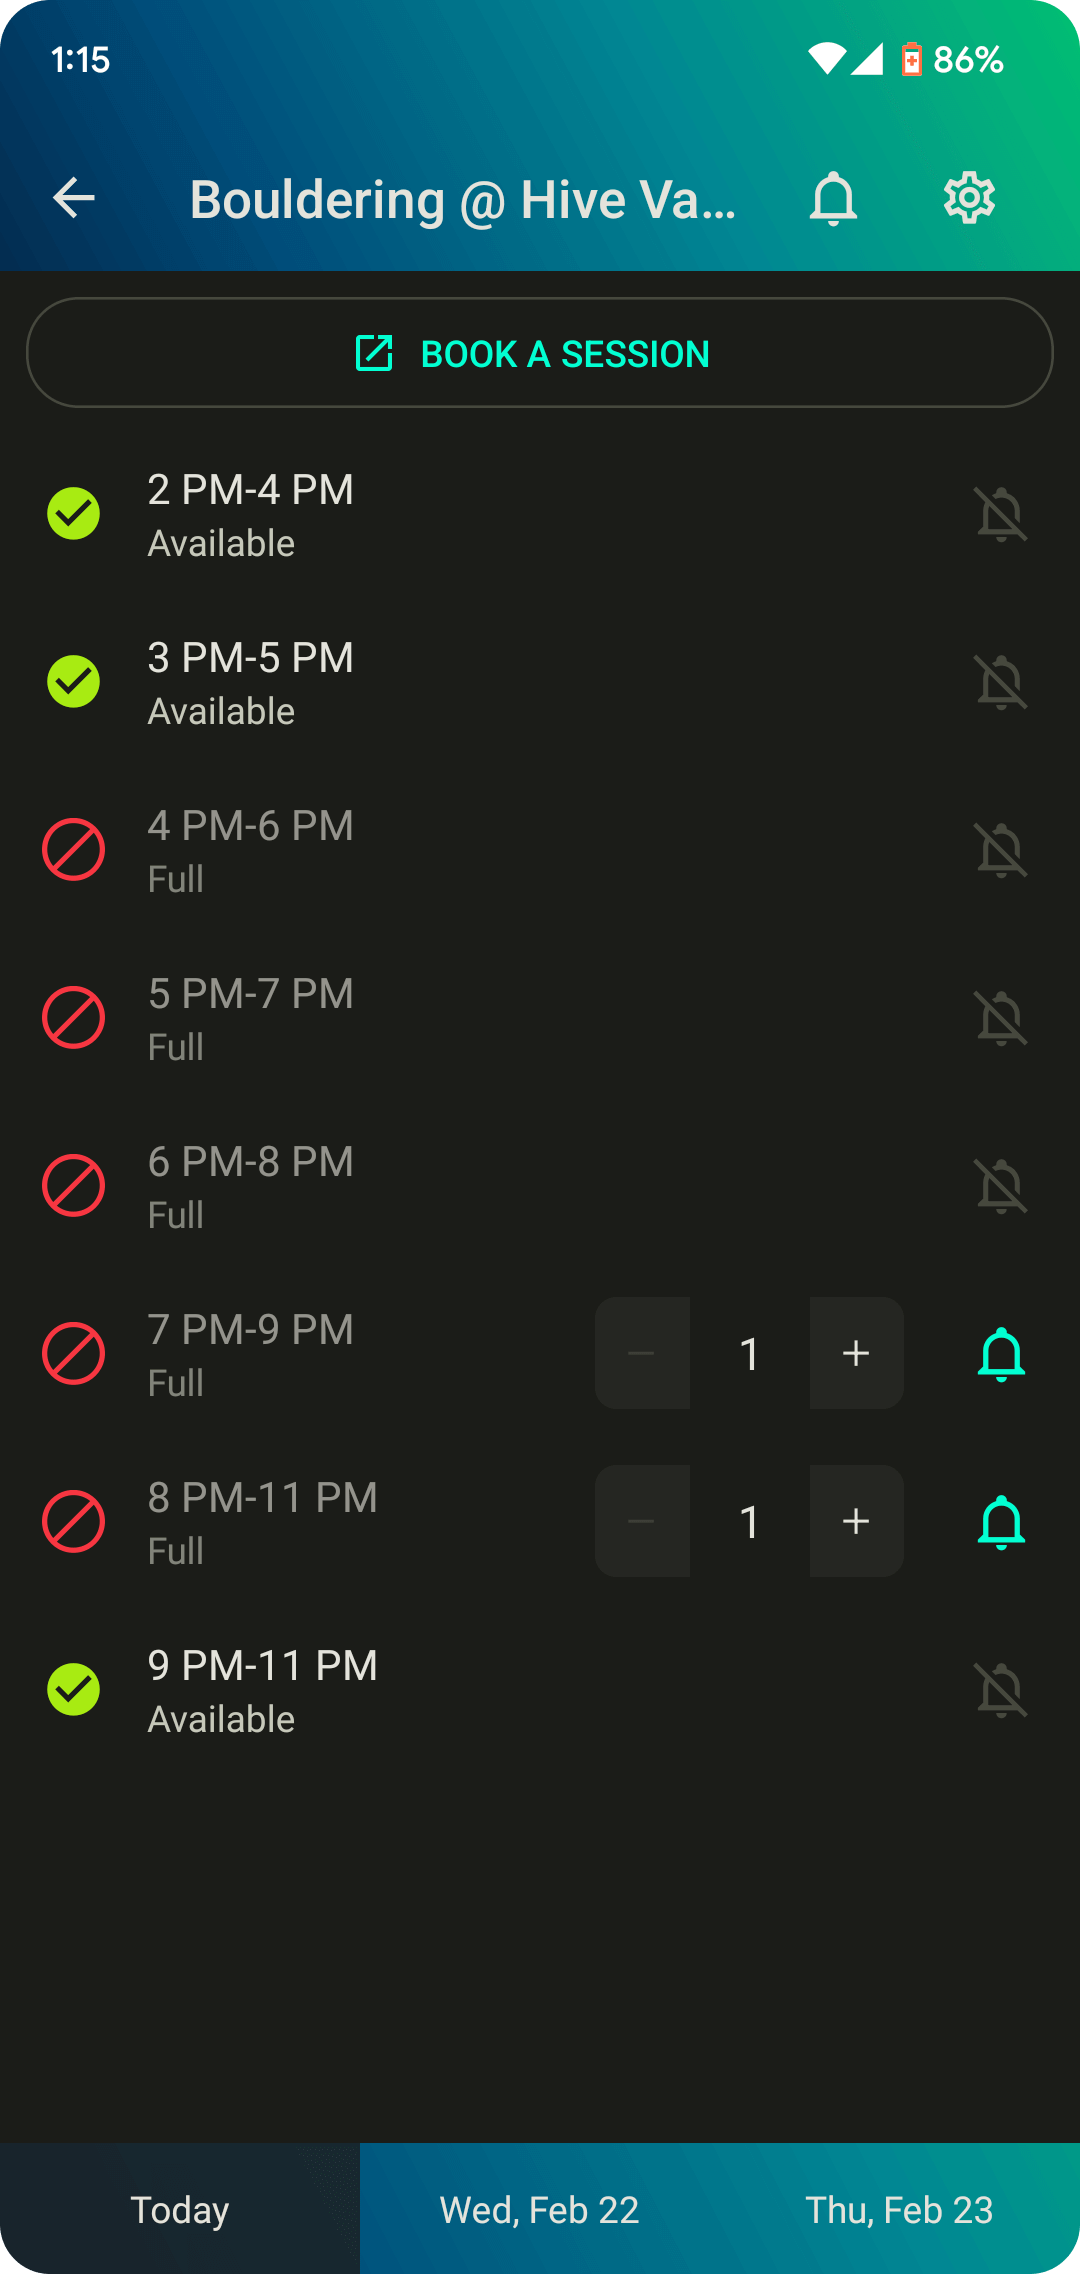 1:15
86%
Bouldering @ Hive Va...
BOOK A SESSION
2 PM-4 PM
Available
3 PM-5 PM
Available
4 PM-6 PM
Full
5 PM-7 PM
Full
6 PM-8 PM
Full
7 PM-9 PM
Full
− 1 +
8 PM-11 PM
Full
− 1 +
9 PM-11 PM
Available
Today
Wed, Feb 22
Thu, Feb 23